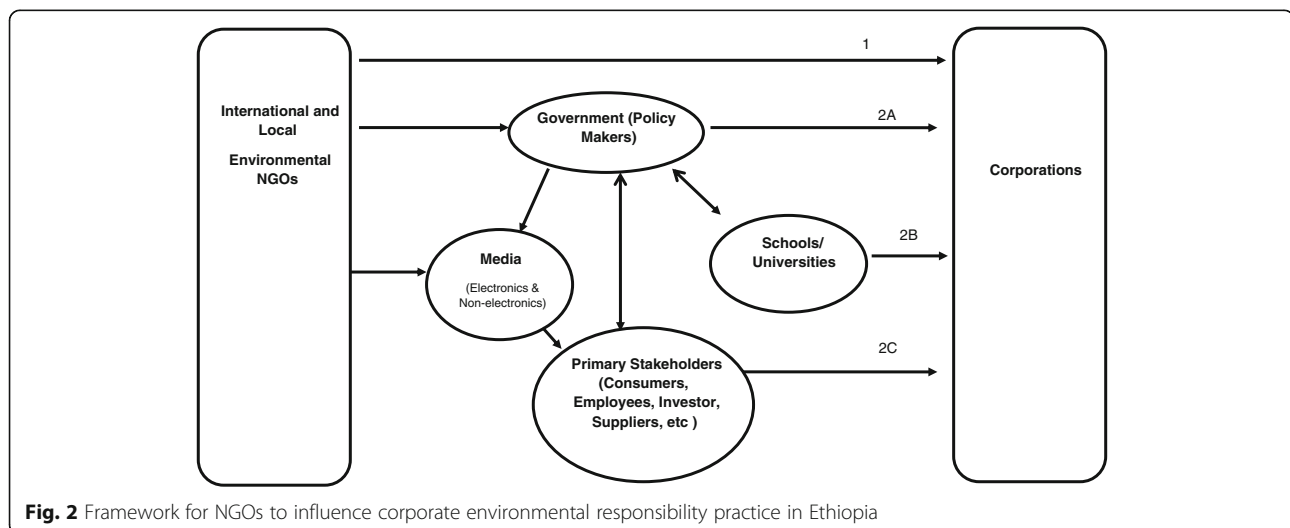 1
International and Local
Environmental
NGOs
Government (Policy
Makers)
2A
Corporations
Media
(Electronics &
Non-electronics)
Schools/
Universities
2B
Primary Stakeholders
(Consumers,
Employees, Investor,
Suppliers, etc )
2C
Fig. 2 Framework for NGOs to influence corporate environmental responsibility practice in Ethiopia